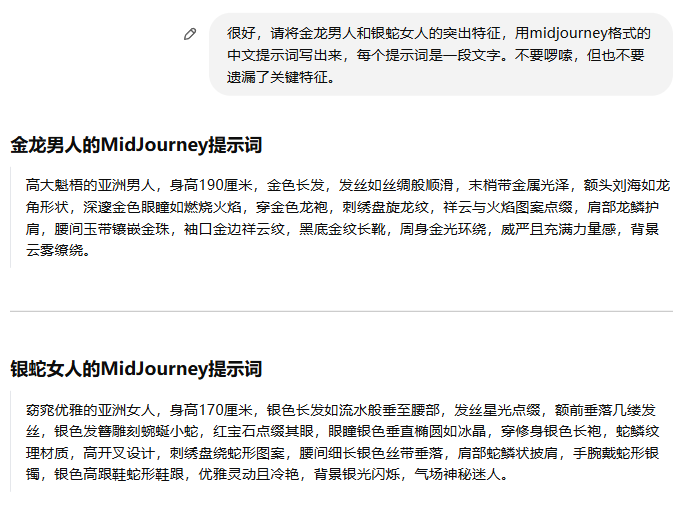 很好，请将金龙男人和银蛇女人的突出特征，用midjourney格式的
中文提示词写出来，每个提示词是一段文字。不要啰嗦，但也不要
遗漏了关键特征。
金龙男人的MidJourney提示词
高大魁梧的亚洲男人，身高190厘米，金色长发，发丝如丝绸般顺滑，末梢带金属光泽，额头刘海如龙
角形状，深邃金色眼瞳如燃烧火焰，穿金色龙袍，刺绣盘旋龙纹，祥云与火焰图案点缀，肩部龙鳞护
肩，腰间玉带镶嵌金珠，袖口金边祥云纹，黑底金纹长靴，周身金光环绕，威严且充满力量感，背景
云雾缭绕。
银蛇女人的MidJourney提示词
窈窕优雅的亚洲女人，身高170厘米，银色长发如流水般垂至腰部，发丝星光点缀，额前垂落几缕发
丝，银色发簪雕刻蜿蜒小蛇，红宝石点缀其眼，眼瞳银色垂直椭圆如冰晶，穿修身银色长袍，蛇鳞纹
理材质，高开叉设计，刺绣盘绕蛇形图案，腰间细长银色丝带垂落，肩部蛇鳞状披肩，手腕戴蛇形银
镯，银色高跟鞋蛇形鞋跟，优雅灵动且冷艳，背景银光闪烁，气场神秘迷人。